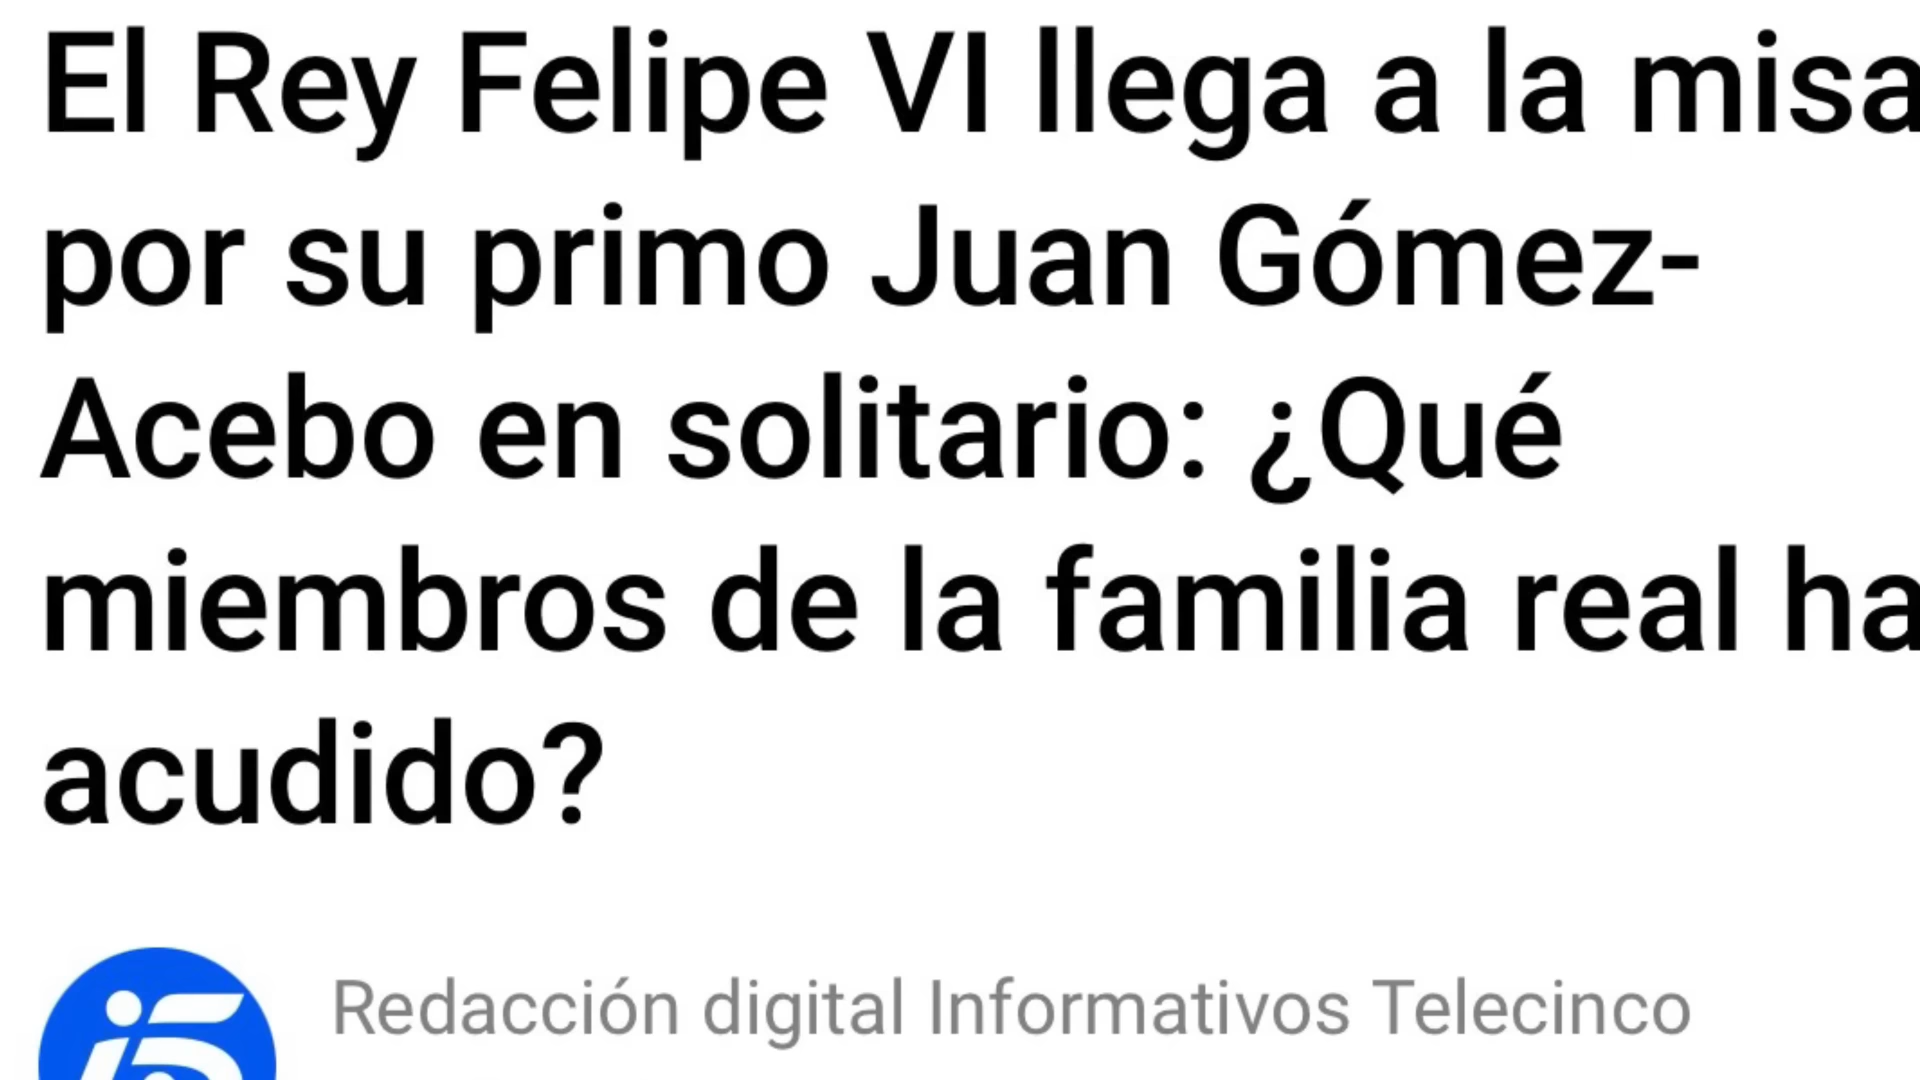 El Rey Felipe VI llega a la misa
por su primo Juan Gómez-
Acebo en solitario: ¿Qué
miembros de la familia real ha
acudido?
Redacción digital Informativos Telecinco